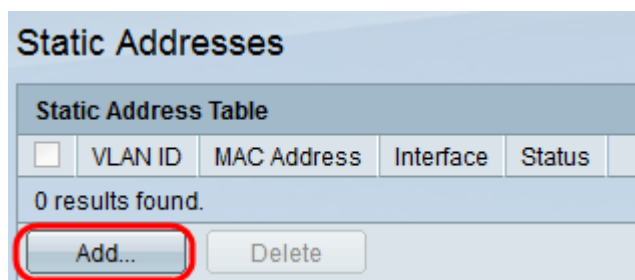 Static Addresses
Static Address Table
VLAN ID MAC Address Interface Status
0 results found.
Add... Delete